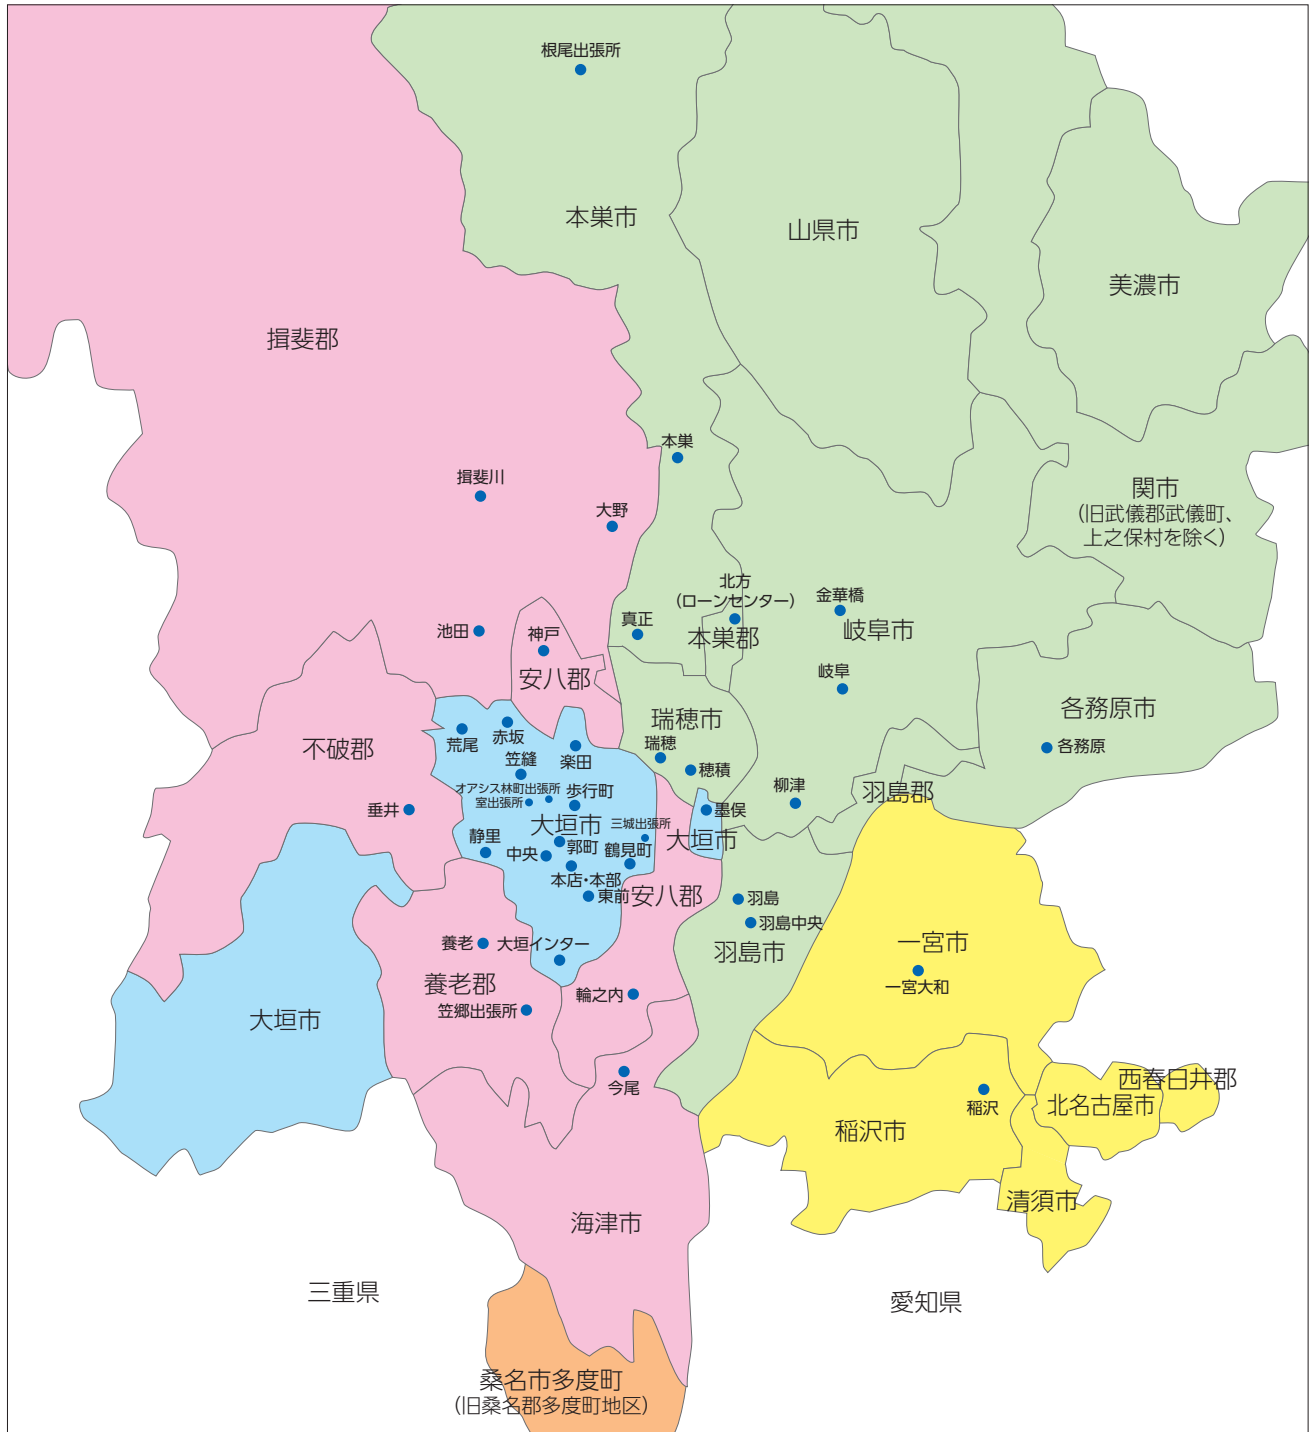 根尾出張所
本巣市
山県市
美濃市
揖斐郡
本巣
揖斐川
大野
関市
(旧武儀郡武儀町、
上之保村を除く)
北方
(ローンセンター)
金華橋
真正
本巣郡
岐阜市
池田
神戸
安八郡
岐阜
各務原市
瑞穂市
不破郡
荒尾
赤坂
瑞穂
各務原
笠縫
楽田
穂積
オアシス林町出張所
室出張所
歩行町
柳津
羽島郡
垂井
墨俣
大垣市
三城出張所
大垣市
静里
中央
郭町
鶴見町
本店・本部
東前
安八郡
羽島
羽島中央
養老
大垣インター
羽島市
一宮市
養老郡
一宮大和
輪之内
笠郷出張所
大垣市
今尾
西春日井郡
北名古屋市
稲沢
稲沢市
清須市
海津市
三重県
愛知県
桑名市多度町
(旧桑名郡多度町地区)